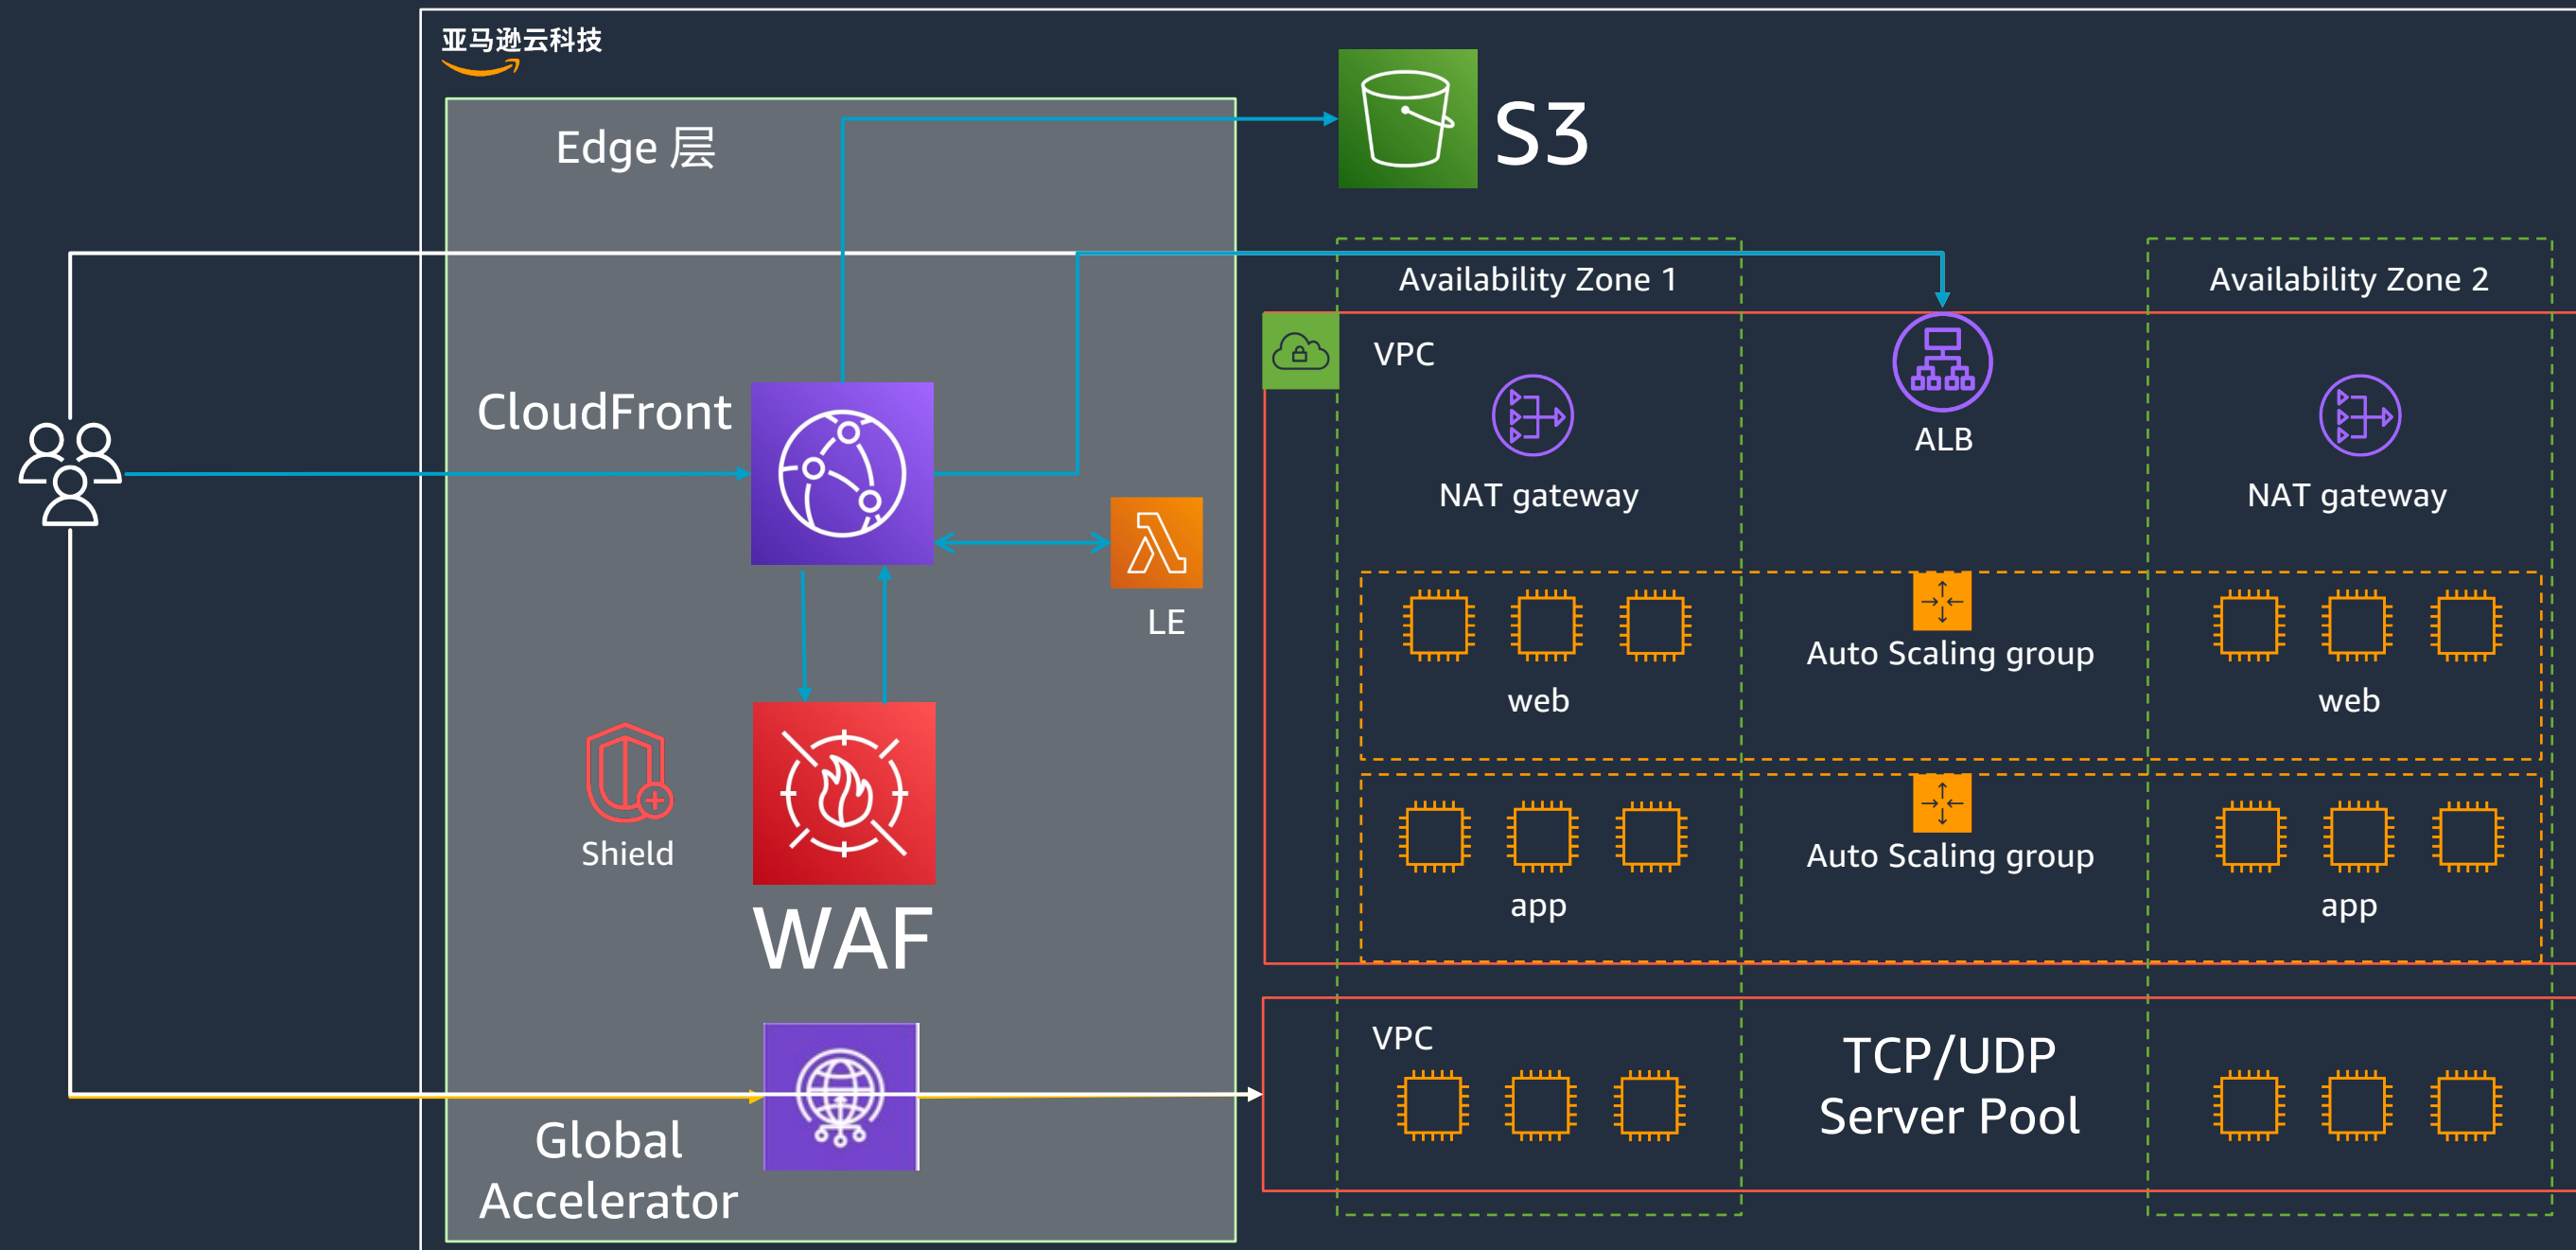 亚马逊云科技
Edge 层
S3
Availability Zone 1
Availability Zone 2
VPC
CloudFront
ALB
NAT gateway
NAT gateway
LE
Auto Scaling group
web
web
Shield
Auto Scaling group
WAF
app
app
VPC
TCP/UDP
Server Pool
Global
Accelerator